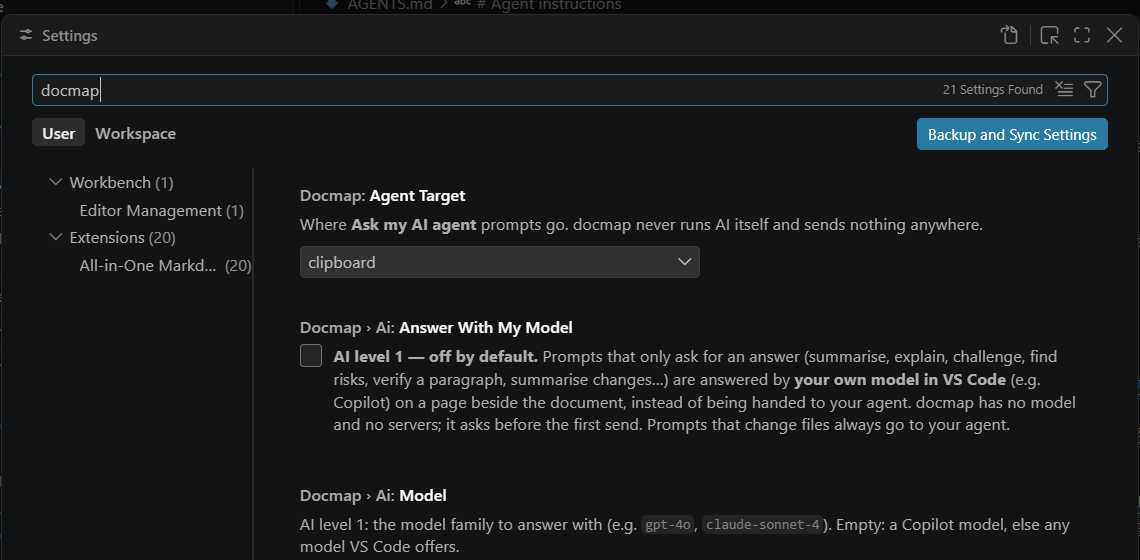 AGENTS.md > abc # Agent instructions
Settings
docmap
21 Settings Found
User
Workspace
Backup and Sync Settings
Workbench (1)
Editor Management (1)
Extensions (20)
All-in-One Markd... (20)
Docmap: Agent Target
Where Ask my AI agent prompts go. docmap never runs AI itself and sends nothing anywhere.
clipboard
Docmap › Ai: Answer With My Model
AI level 1 — off by default. Prompts that only ask for an answer (summarise, explain, challenge, find
risks, verify a paragraph, summarise changes...) are answered by your own model in VS Code (e.g.
Copilot) on a page beside the document, instead of being handed to your agent. docmap has no model
and no servers; it asks before the first send. Prompts that change files always go to your agent.
Docmap › Ai: Model
AI level 1: the model family to answer with (e.g. gpt-4o, claude-sonnet-4). Empty: a Copilot model, else any
model VS Code offers.